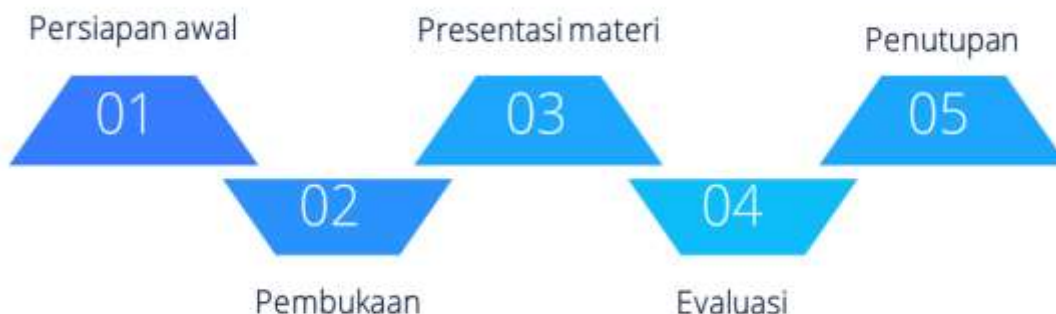 Persiapan awal
01
Pembukaan
02
Presentasi materi
03
Evaluasi
04
Penutupan
05